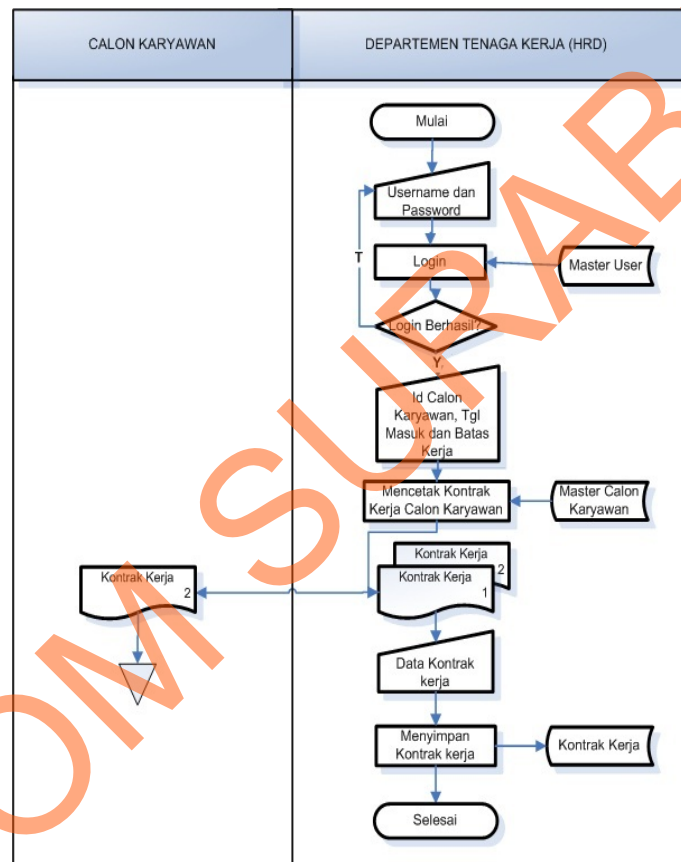 CALON KARYAWAN
DEPARTEMEN TENAGA KERJA (HRD)
Mulai
Username dan
Password
T
Login
Master User
Login Berhasil?
Y
Id Calon
Karyawan, Tgl
Masuk dan Batas
Kerja
Mencetak Kontrak
Kerja Calon Karyawan
Master Calon
Karyawan
Kontrak Kerja
2
Kontrak Kerja
1
Kontrak Kerja
2
Data Kontrak
kerja
Menyimpan
Kontrak kerja
Kontrak Kerja
Selesai
OM SURAB